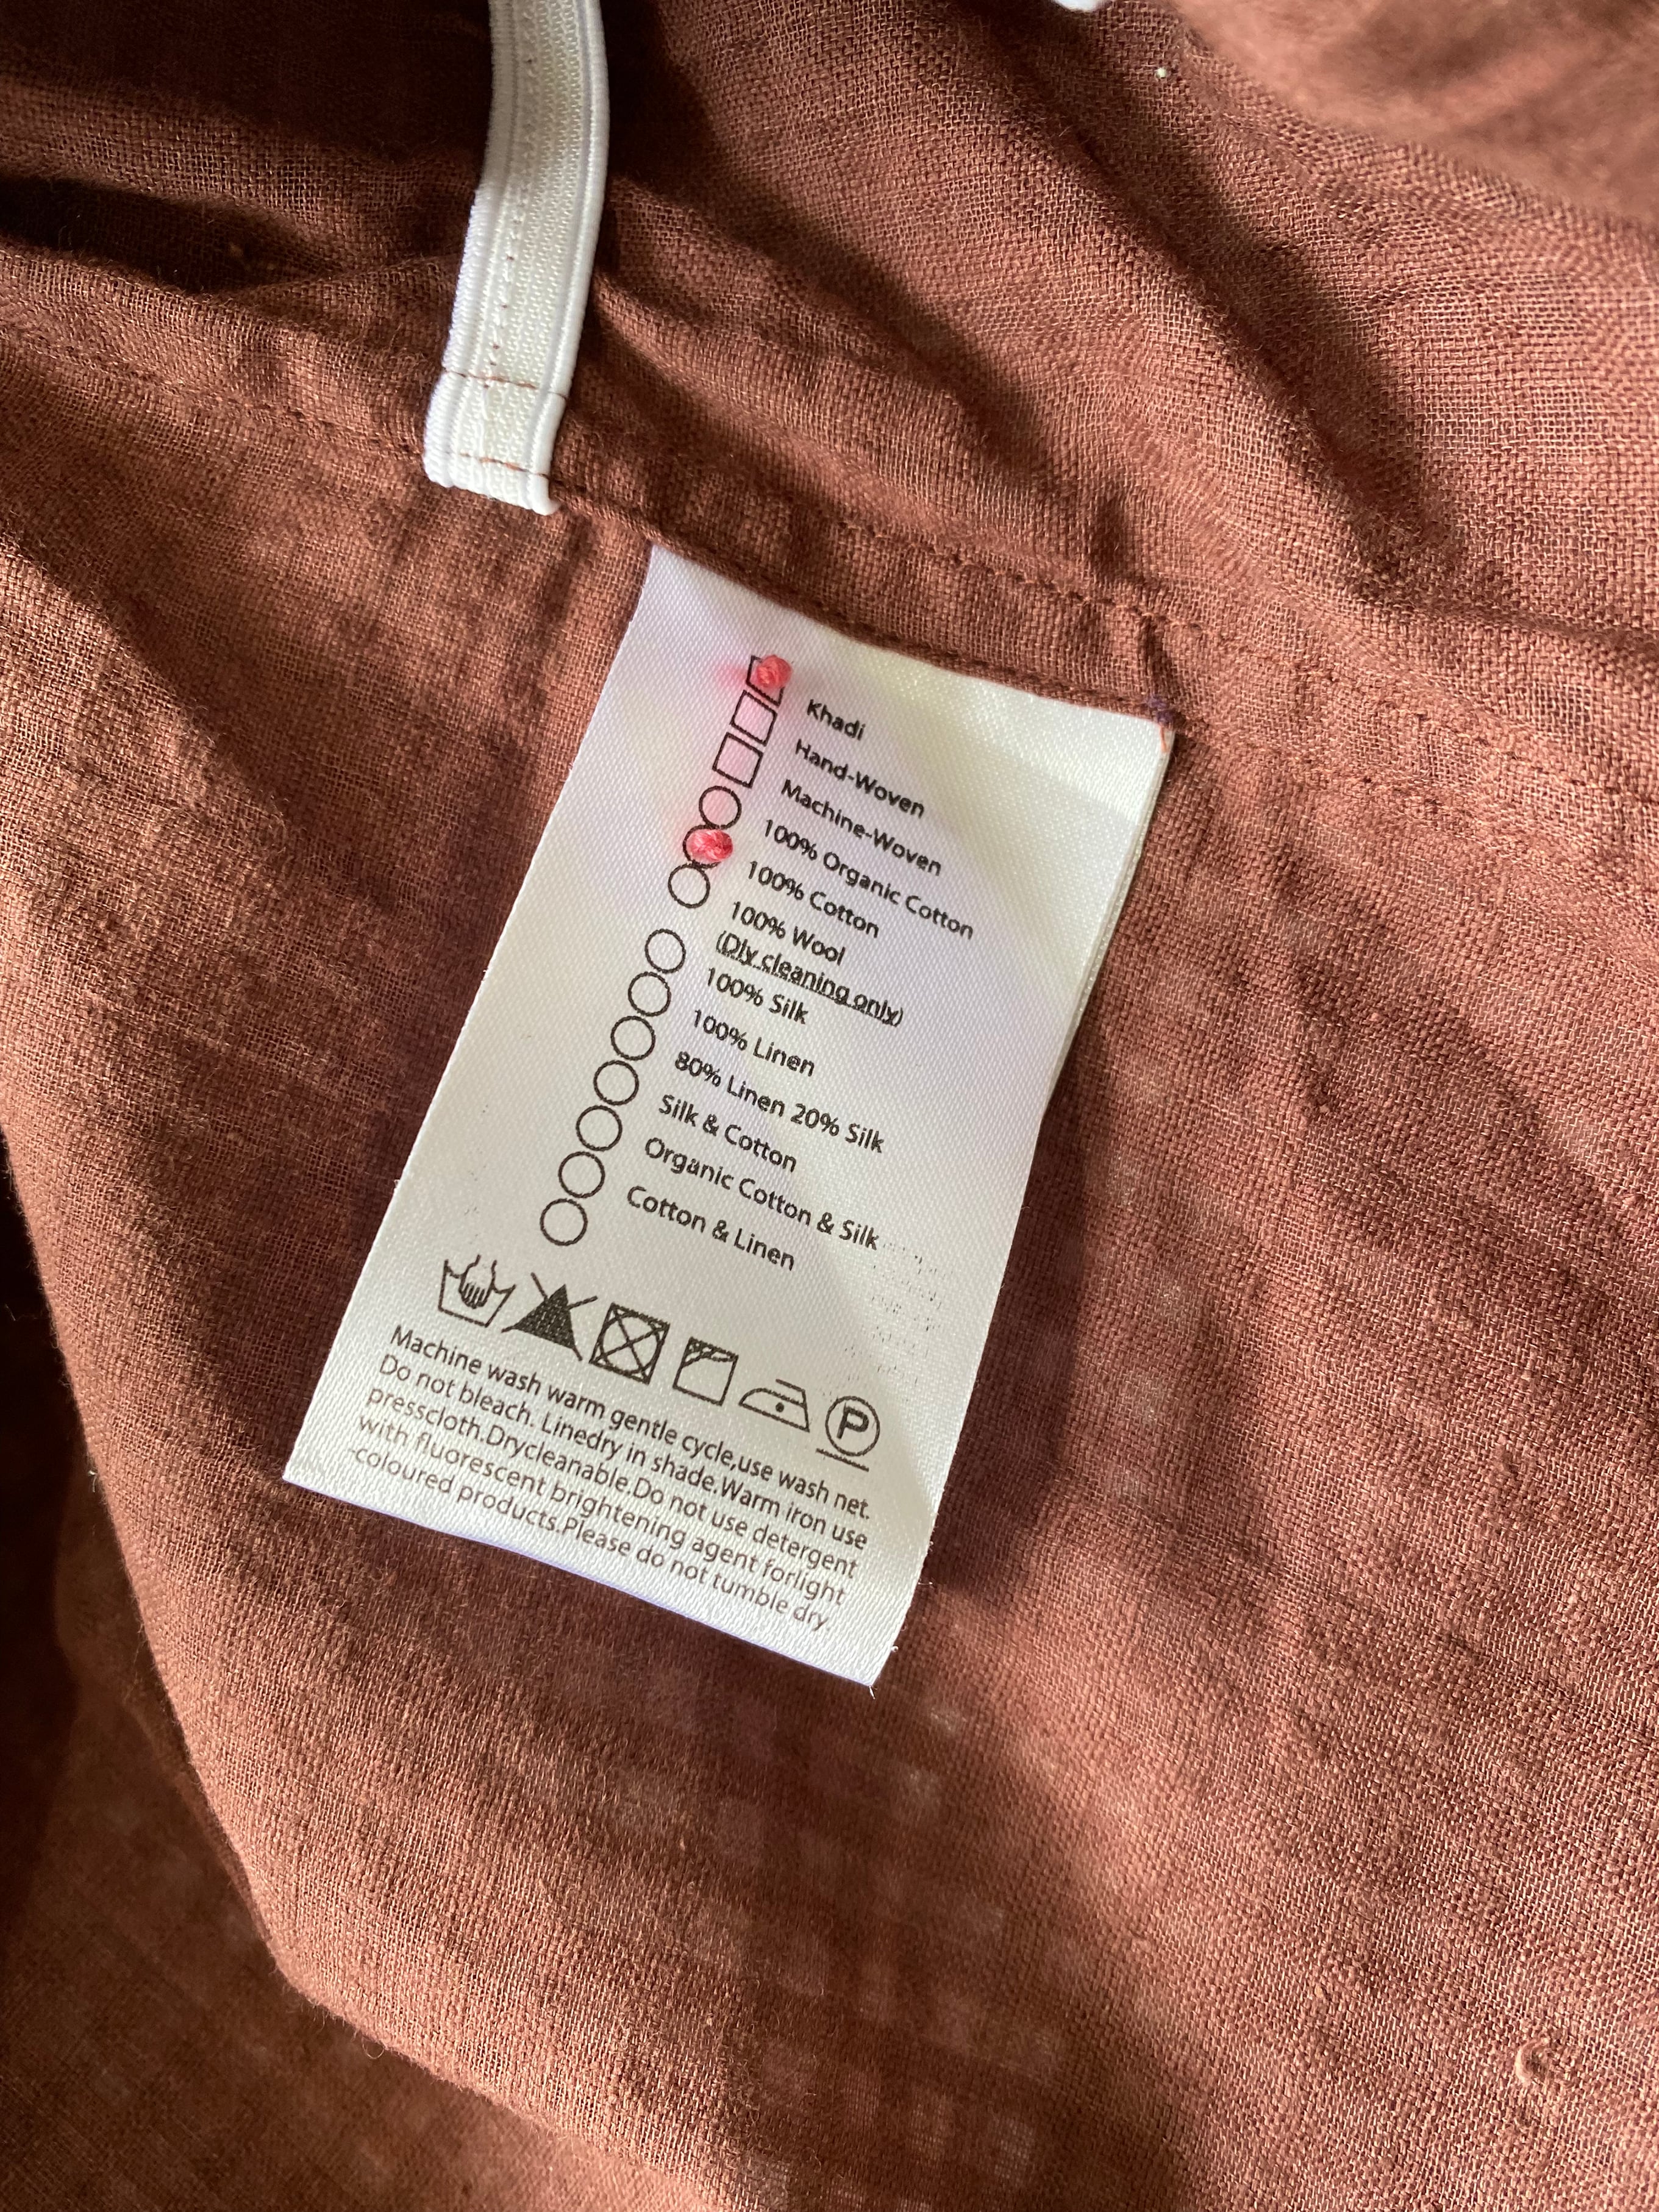 Khadi
Hand-Woven
Machine-Woven
100% Organic Cotton
100% Cotton
100% Wool
(Dly cleaning only)
100% Silk
100% Linen
80% Linen 20% Silk
Silk & Cotton
Organic Cotton & Silk
Cotton & Linen
P
Machine wash warm gentle cycle,use wash net.
Do not bleach. Linedry in shade.Warm iron use
presscloth.Drycleanable.Do not use detergent
with fluorescent brightening agent forlight
-coloured products.Please do not tumble dry.